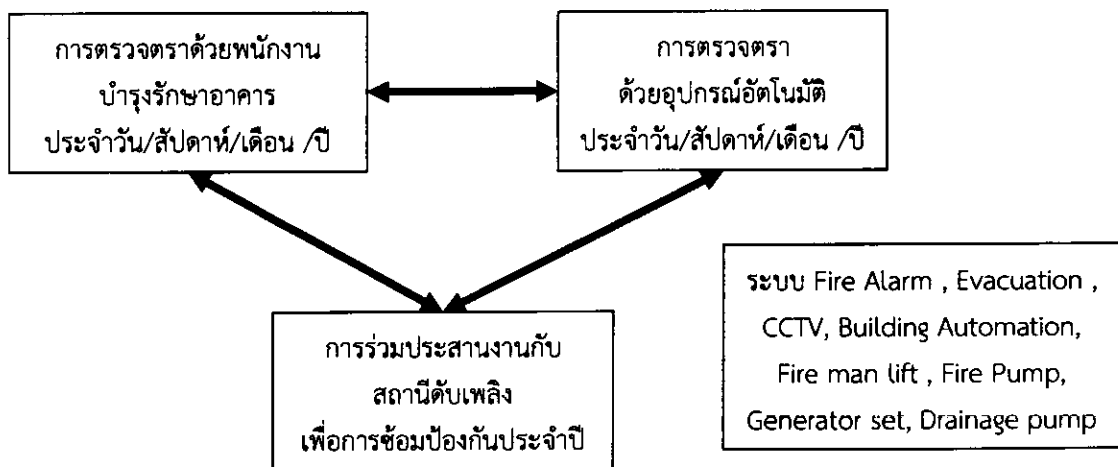 การตรวจตราด้วยพนักงาน
บำรุงรักษาอาคาร
ประจำวัน/สัปดาห์/เดือน /ปี
การตรวจตรา
ด้วยอุปกรณ์อัตโนมัติ
ประจำวัน/สัปดาห์/เดือน /ปี
การร่วมประสานงานกับ
สถานีดับเพลิง
เพื่อการซ้อมป้องกันประจำปี
ระบบ Fire Alarm , Evacuation ,
CCTV, Building Automation,
Fire man lift , Fire Pump,
Generator set, Drainage pump